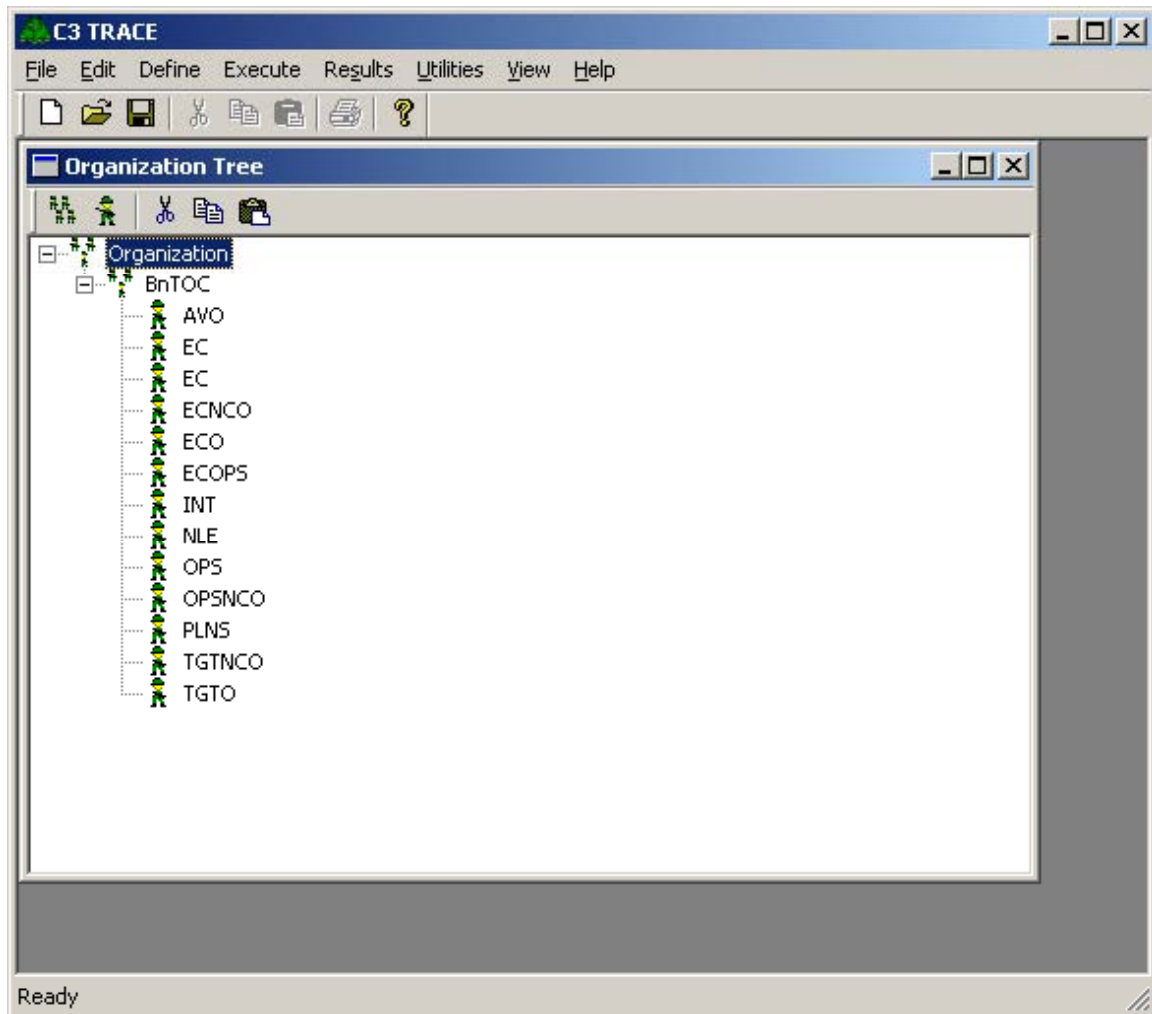 C3 TRACE
File Edit Define Execute Results Utilities View Help
Organization Tree
Organization
BnTOC
AVO
EC
EC
ECNCO
ECO
ECOPS
INT
NLE
OPS
OPSNCO
PLNS
TGTNCO
TGTO
Ready